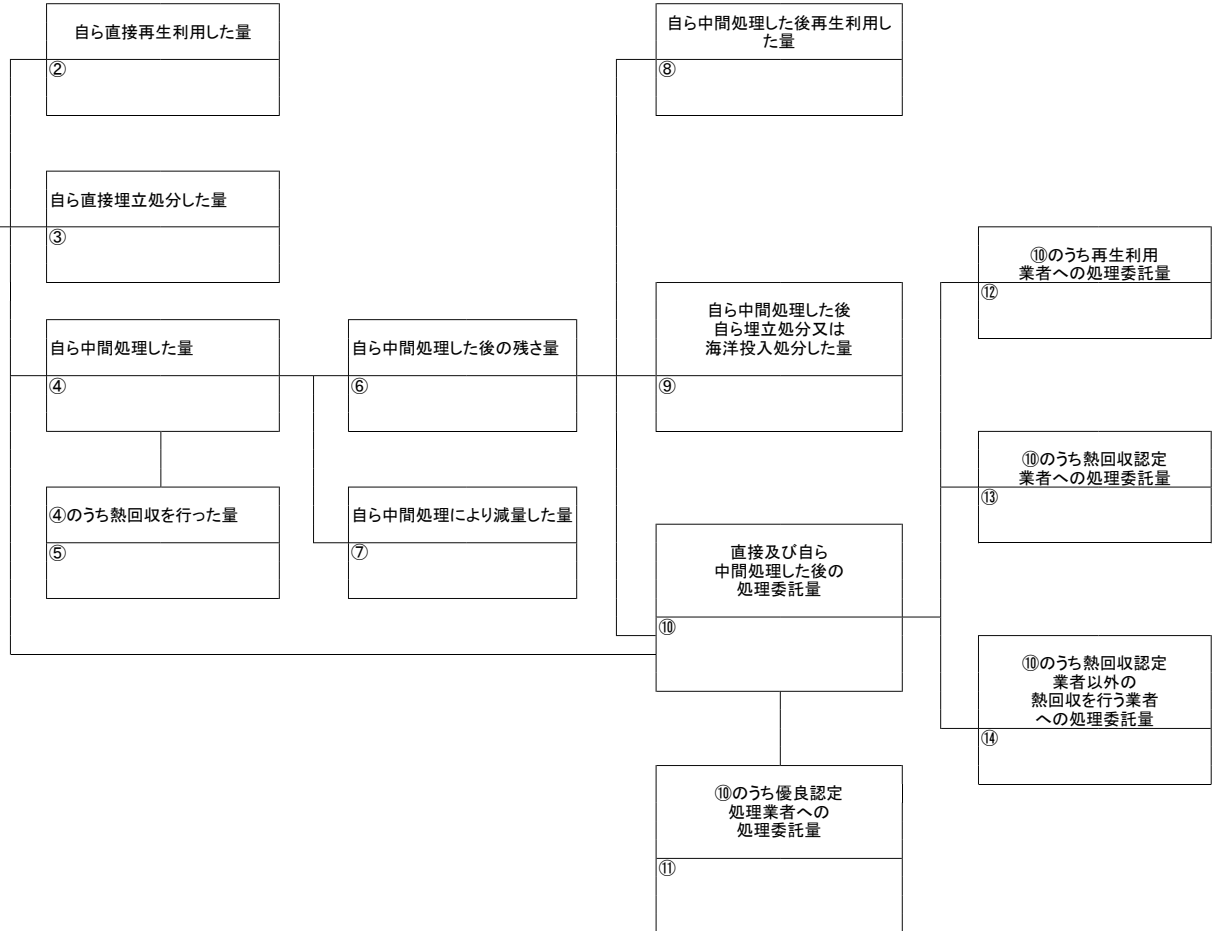 自ら直接再生利用した量
②
自ら直接埋立処分した量
③
自ら中間処理した量
④
④のうち熱回収を行った量
⑤
自ら中間処理した後の残さ量
⑥
自ら中間処理により減量した量
⑦
自ら中間処理した後再生利用し
た量
⑧
自ら中間処理した後
自ら埋立処分又は
海洋投入処分した量
⑨
直接及び自ら
中間処理した後の
処理委託量
⑩
⑩のうち優良認定
処理業者への
処理委託量
⑪
⑩のうち再生利用
業者への処理委託量
⑫
⑩のうち熱回収認定
業者への処理委託量
⑬
⑩のうち熱回収認定
業者以外の
熱回収を行う業者
への処理委託量
⑭